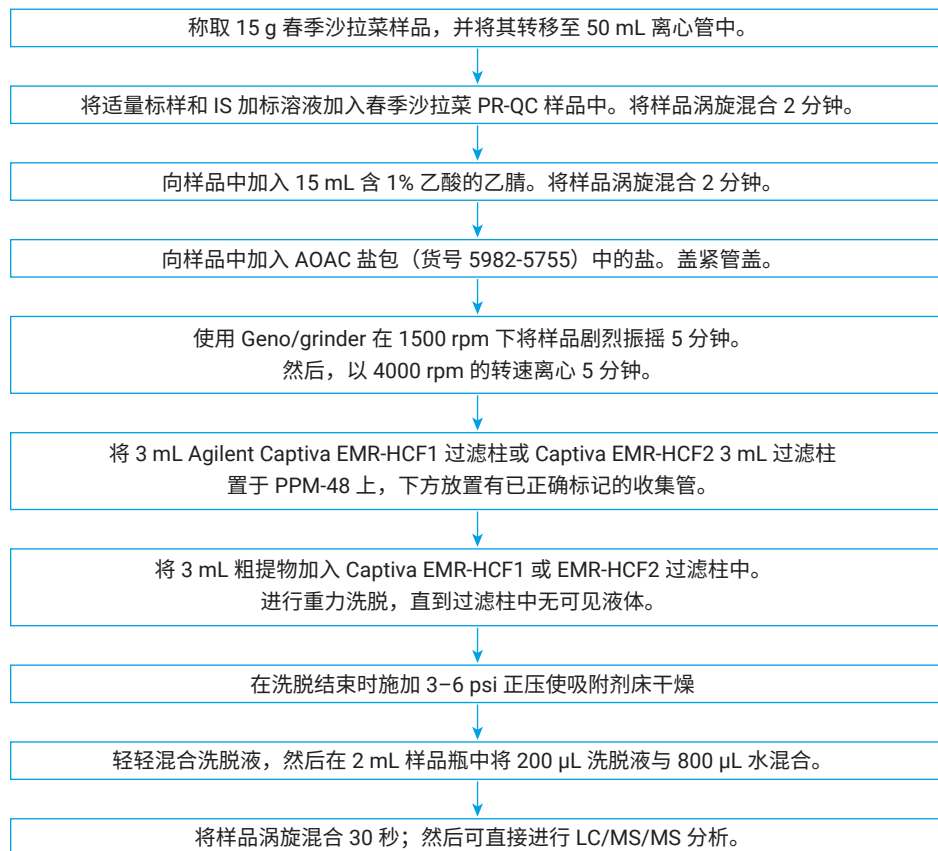 称取 15 g 春季沙拉菜样品，并将其转移至 50 mL 离心管中。
将适量标样和 IS 加标溶液加入春季沙拉菜 PR-QC 样品中。将样品涡旋混合 2 分钟。
向样品中加入 15 mL 含 1% 乙酸的乙腈。将样品涡旋混合 2 分钟。
向样品中加入 AOAC 盐包（货号 5982-5755）中的盐。盖紧管盖。
使用 Geno/grinder 在 1500 rpm 下将样品剧烈振摇 5 分钟。
然后，以 4000 rpm 的转速离心 5 分钟。
将 3 mL Agilent Captiva EMR-HCF1 过滤柱或 Captiva EMR-HCF2 3 mL 过滤柱
置于 PPM-48 上，下方放置有已正确标记的收集管。
将 3 mL 粗提物加入 Captiva EMR-HCF1 或 EMR-HCF2 过滤柱中。
进行重力洗脱，直到过滤柱中无可见液体。
在洗脱结束时施加 3–6 psi 正压使吸附剂床干燥
轻轻混合洗脱液，然后在 2 mL 样品瓶中将 200 µL 洗脱液与 800 µL 水混合。
将样品涡旋混合 30 秒；然后可直接进行 LC/MS/MS 分析。